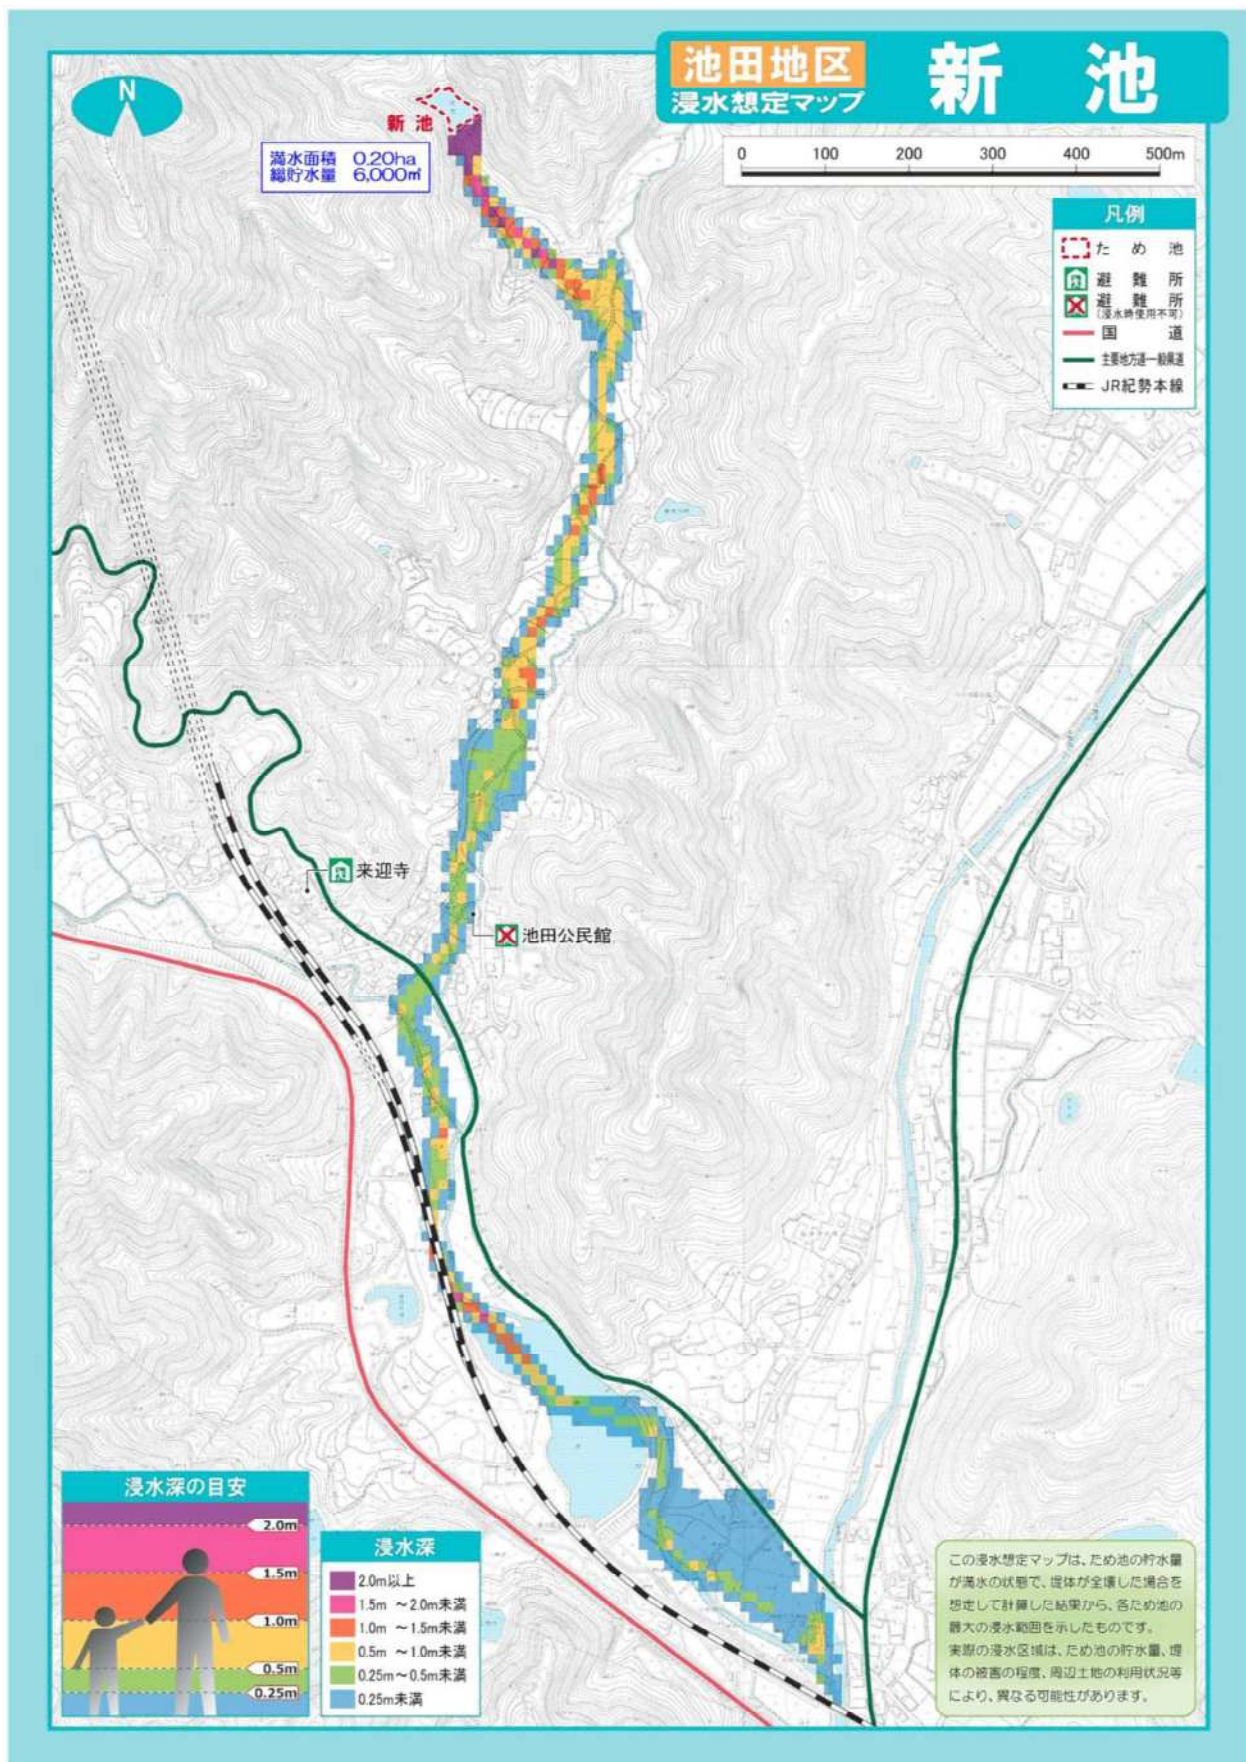 池田地区
浸水想定マップ
新池
N
新池
満水面積 0.20ha
総貯水量 6,000㎥
0 100 200 300 400 500m
凡例
ため池
避難所
避難所
(浸水時使用不可)
国道
主要地方道一般県道
JR紀勢本線
来迎寺
池田公民館
浸水深の目安
2.0m
1.5m
1.0m
0.5m
0.25m
浸水深
2.0m以上
1.5m ～2.0m未満
1.0m ～1.5m未満
0.5m ～1.0m未満
0.25m～0.5m未満
0.25m未満
この浸水想定マップは、ため池の貯水量
が満水の状態で、堤体が全壊した場合を
想定して計算した結果から、各ため池の
最大の浸水範囲を示したものです。
実際の浸水区域は、ため池の貯水量、堤
体の被害の程度、周辺土地の利用状況等
により、異なる可能性があります。